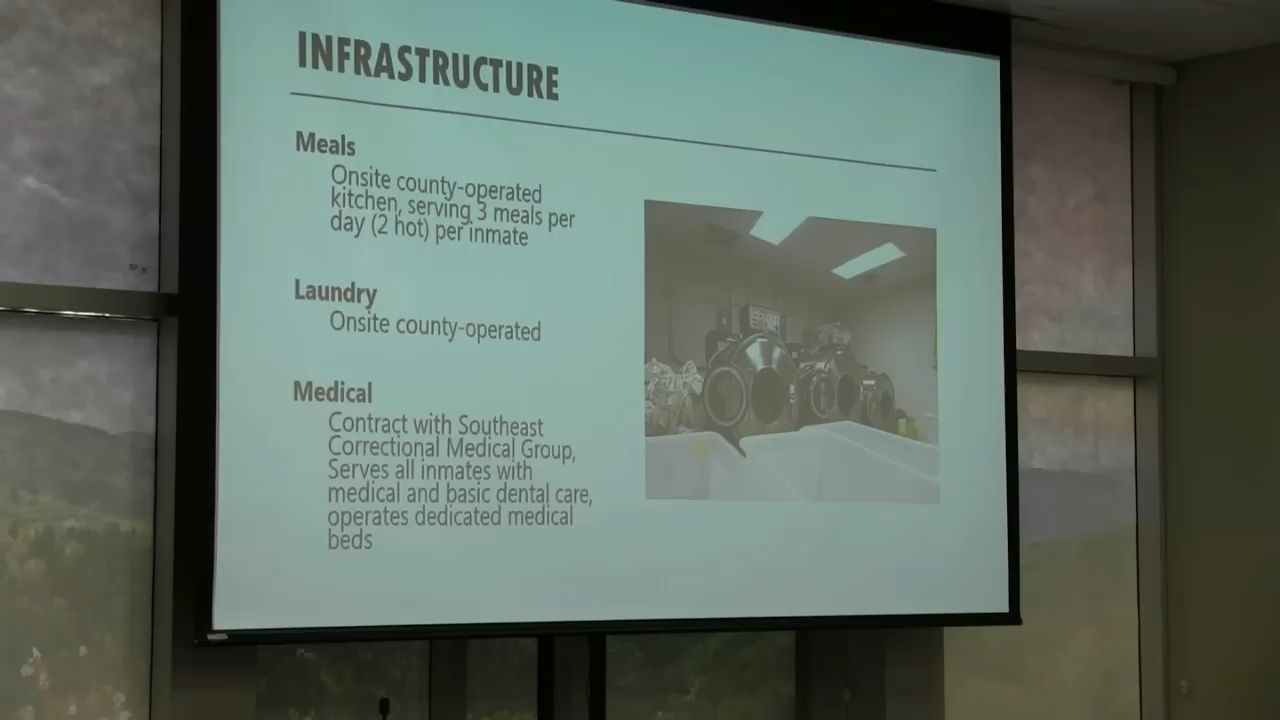 INFRASTRUCTURE
Meals
Onsite county-operated
kitchen, serving 3 meals per
day (2 hot) per inmate
Laundry
Onsite county-operated
Medical
Contract with Southeast
Correctional Medical Group,
Serves all inmates with
medical and basic dental care,
operates dedicated medical
beds